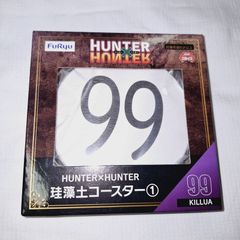 FuRyu
HUNTER
HUNTER
99
HUNTER×HUNTER
珪藻土コースター①
99
KILLUA